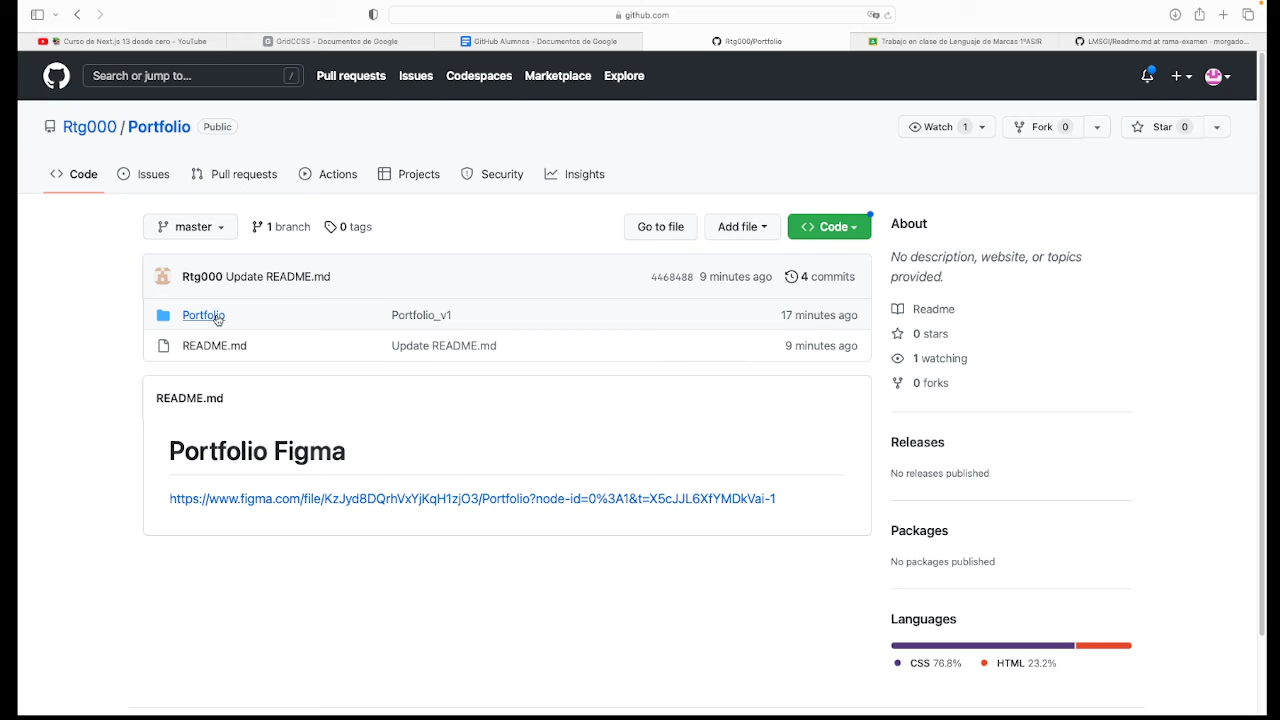 github.com
Curso de Next.js 13 desde cero - YouTube
GridCCSS - Documentos de Google
GitHub Alumnos - Documentos de Google
Rtg000/Portfolio
Trabajo en clase de Lenguaje de Marcas 1ºASIR
LMSGI/Readme.md at rama-examen · morgado...
Search or jump to...
/
Pull requests
Issues
Codespaces
Marketplace
Explore
Rtg000 / Portfolio
Public
Watch 1
Fork 0
Star 0
Code
Issues
Pull requests
Actions
Projects
Security
Insights
master
1 branch
0 tags
Go to file
Add file
Code
Rtg000 Update README.md
4468488 9 minutes ago
4 commits
Portfolio
Portfolio_v1
17 minutes ago
README.md
Update README.md
9 minutes ago
README.md
Portfolio Figma
https://www.figma.com/file/KzJyd8DQrhVxYjKqH1zjO3/Portfolio?node-id=0%3A1&t=X5cJJL6XfYMDkVai-1
About
No description, website, or topics
provided.
Readme
0 stars
1 watching
0 forks
Releases
No releases published
Packages
No packages published
Languages
CSS 76.8%
HTML 23.2%